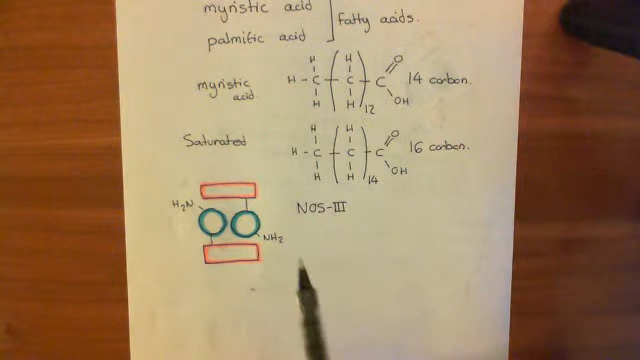 myristic acid
palmitic acid
Fatty acids.
myristic acid
H H O
H - C ( C ) C 14 carbon.
H H 12 OH
Saturated
H H O
H - C - C - C 16 carbon.
H H 14 OH
H2N
NOS-III
NH2